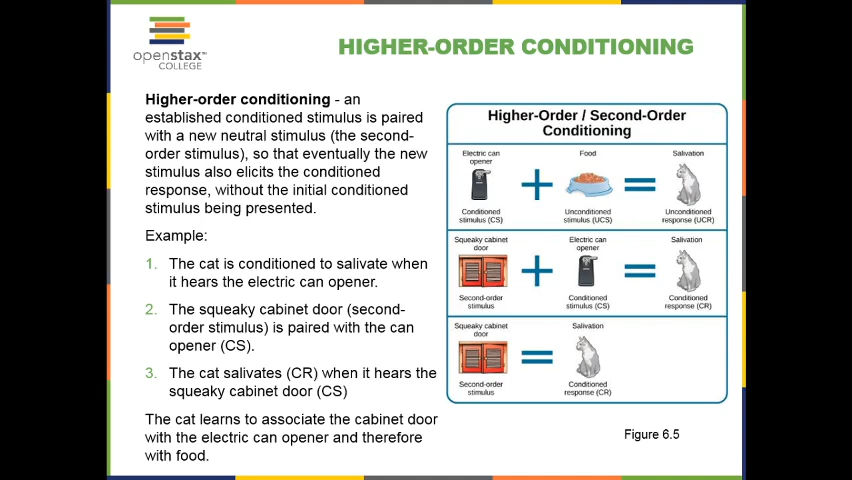 openstax™
COLLEGE
HIGHER-ORDER CONDITIONING
Higher-order conditioning - an
established conditioned stimulus is paired
with a new neutral stimulus (the second-
order stimulus), so that eventually the new
stimulus also elicits the conditioned
response, without the initial conditioned
stimulus being presented.
Example:
1. The cat is conditioned to salivate when
it hears the electric can opener.
2. The squeaky cabinet door (second-
order stimulus) is paired with the can
opener (CS).
3. The cat salivates (CR) when it hears the
squeaky cabinet door (CS)
The cat learns to associate the cabinet door
with the electric can opener and therefore
with food.
Higher-Order / Second-Order
Conditioning
Electric can
opener
Food
Salivation
Conditioned
stimulus (CS)
Unconditioned
stimulus (UCS)
Unconditioned
response (UCR)
Squeaky cabinet
door
Electric can
opener
Salivation
Second-order
stimulus
Conditioned
stimulus (CS)
Conditioned
response (CR)
Squeaky cabinet
door
Salivation
Second-order
stimulus
Conditioned
response (CR)
Figure 6.5